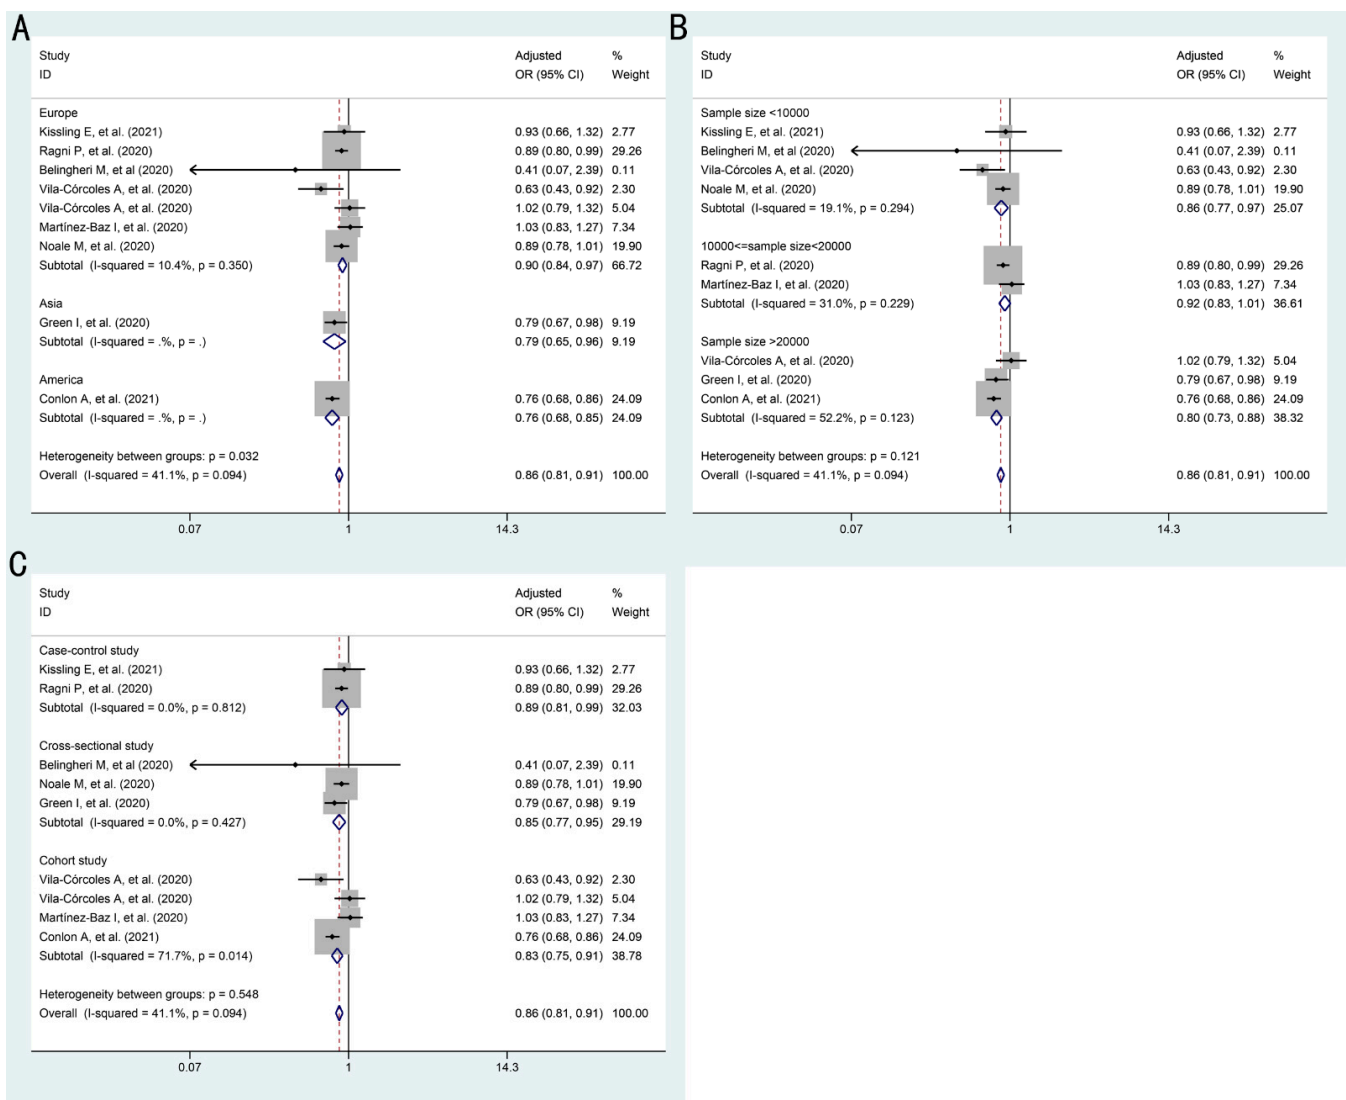 A
Study Adjusted %
ID OR (95% CI) Weight
Europe
Kissling E, et al. (2021) 0.93 (0.66, 1.32) 2.77
Ragni P, et al. (2020) 0.89 (0.80, 0.99) 29.26
Belingheri M, et al (2020) 0.41 (0.07, 2.39) 0.11
Vila-Córcoles A, et al. (2020) 0.63 (0.43, 0.92) 2.30
Vila-Córcoles A, et al. (2020) 1.02 (0.79, 1.32) 5.04
Martínez-Baz I, et al. (2020) 1.03 (0.83, 1.27) 7.34
Noale M, et al. (2020) 0.89 (0.78, 1.01) 19.90
Subtotal (I-squared = 10.4%, p = 0.350) 0.90 (0.84, 0.97) 66.72
Asia
Green I, et al. (2020) 0.79 (0.67, 0.98) 9.19
Subtotal (I-squared = .%, p = .) 0.79 (0.65, 0.96) 9.19
America
Conlon A, et al. (2021) 0.76 (0.68, 0.86) 24.09
Subtotal (I-squared = .%, p = .) 0.76 (0.68, 0.85) 24.09
Heterogeneity between groups: p = 0.032
Overall (I-squared = 41.1%, p = 0.094) 0.86 (0.81, 0.91) 100.00
0.07 1 14.3
B
Study Adjusted %
ID OR (95% CI) Weight
Sample size <10000
Kissling E, et al. (2021) 0.93 (0.66, 1.32) 2.77
Belingheri M, et al (2020) 0.41 (0.07, 2.39) 0.11
Vila-Córcoles A, et al. (2020) 0.63 (0.43, 0.92) 2.30
Noale M, et al. (2020) 0.89 (0.78, 1.01) 19.90
Subtotal (I-squared = 19.1%, p = 0.294) 0.86 (0.77, 0.97) 25.07
10000<=sample size<20000
Ragni P, et al. (2020) 0.89 (0.80, 0.99) 29.26
Martínez-Baz I, et al. (2020) 1.03 (0.83, 1.27) 7.34
Subtotal (I-squared = 31.0%, p = 0.229) 0.92 (0.83, 1.01) 36.61
Sample size >20000
Vila-Córcoles A, et al. (2020) 1.02 (0.79, 1.32) 5.04
Green I, et al. (2020) 0.79 (0.67, 0.98) 9.19
Conlon A, et al. (2021) 0.76 (0.68, 0.86) 24.09
Subtotal (I-squared = 52.2%, p = 0.123) 0.80 (0.73, 0.88) 38.32
Heterogeneity between groups: p = 0.121
Overall (I-squared = 41.1%, p = 0.094) 0.86 (0.81, 0.91) 100.00
0.07 1 14.3
C
Study Adjusted %
ID OR (95% CI) Weight
Case-control study
Kissling E, et al. (2021) 0.93 (0.66, 1.32) 2.77
Ragni P, et al. (2020) 0.89 (0.80, 0.99) 29.26
Subtotal (I-squared = 0.0%, p = 0.812) 0.89 (0.81, 0.99) 32.03
Cross-sectional study
Belingheri M, et al (2020) 0.41 (0.07, 2.39) 0.11
Noale M, et al. (2020) 0.89 (0.78, 1.01) 19.90
Green I, et al. (2020) 0.79 (0.67, 0.98) 9.19
Subtotal (I-squared = 0.0%, p = 0.427) 0.85 (0.77, 0.95) 29.19
Cohort study
Vila-Córcoles A, et al. (2020) 0.63 (0.43, 0.92) 2.30
Vila-Córcoles A, et al. (2020) 1.02 (0.79, 1.32) 5.04
Martínez-Baz I, et al. (2020) 1.03 (0.83, 1.27) 7.34
Conlon A, et al. (2021) 0.76 (0.68, 0.86) 24.09
Subtotal (I-squared = 71.7%, p = 0.014) 0.83 (0.75, 0.91) 38.78
Heterogeneity between groups: p = 0.548
Overall (I-squared = 41.1%, p = 0.094) 0.86 (0.81, 0.91) 100.00
0.07 1 14.3